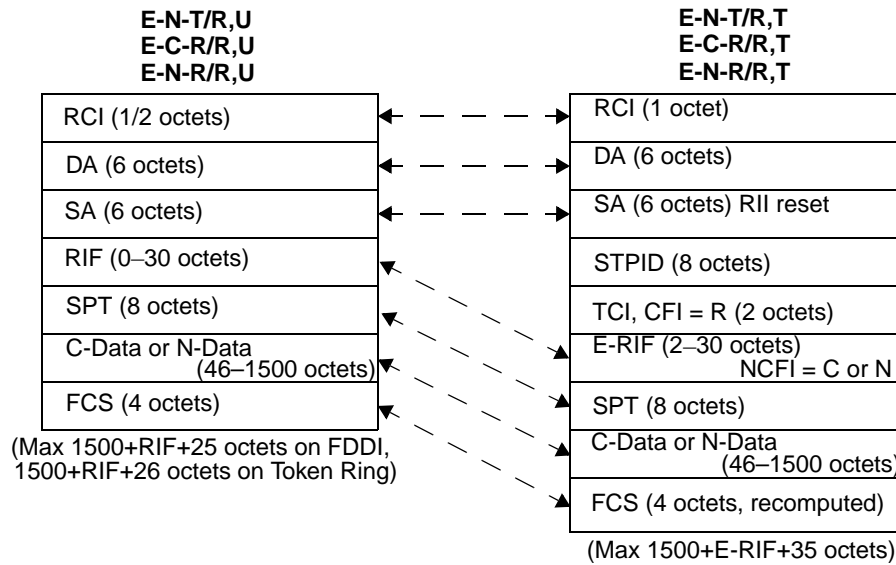 E-N-T/R,U
E-C-R/R,U
E-N-R/R,U
RCI (1/2 octets)
DA (6 octets)
SA (6 octets)
RIF (0–30 octets)
SPT (8 octets)
C-Data or N-Data
(46–1500 octets)
FCS (4 octets)
(Max 1500+RIF+25 octets on FDDI,
1500+RIF+26 octets on Token Ring)
E-N-T/R,T
E-C-R/R,T
E-N-R/R,T
RCI (1 octet)
DA (6 octets)
SA (6 octets) RII reset
STPID (8 octets)
TCI, CFI = R (2 octets)
E-RIF (2–30 octets)
NCFI = C or N
SPT (8 octets)
C-Data or N-Data
(46–1500 octets)
FCS (4 octets, recomputed)
(Max 1500+E-RIF+35 octets)